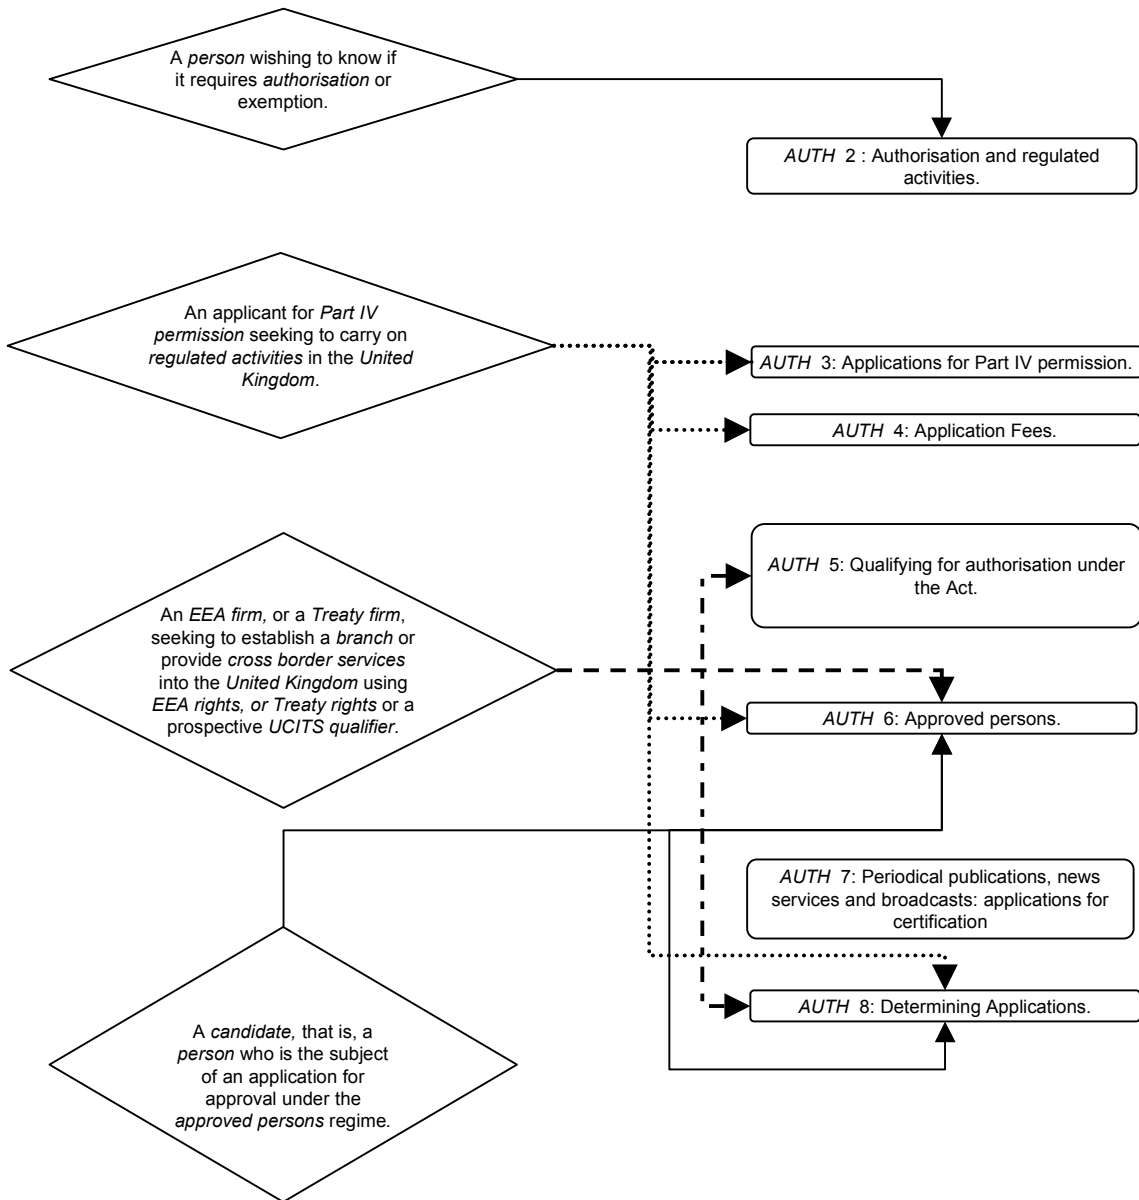 A person wishing to know if
it requires authorisation or
exemption.
AUTH 2 : Authorisation and regulated
activities.
An applicant for Part IV
permission seeking to carry on
regulated activities in the United
Kingdom.
AUTH 3: Applications for Part IV permission.
AUTH 4: Application Fees.
AUTH 5: Qualifying for authorisation under
the Act.
An EEA firm, or a Treaty firm,
seeking to establish a branch or
provide cross border services
into the United Kingdom using
EEA rights, or Treaty rights or a
prospective UCITS qualifier.
AUTH 6: Approved persons.
AUTH 7: Periodical publications, news
services and broadcasts: applications for
certification
AUTH 8: Determining Applications.
A candidate, that is, a
person who is the subject
of an application for
approval under the
approved persons regime.